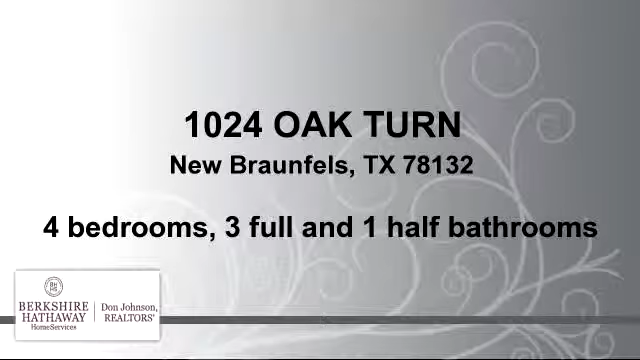 1024 OAK TURN
New Braunfels, TX 78132
4 bedrooms, 3 full and 1 half bathrooms
BERKSHIRE
HATHAWAY
HomeServices
Don Johnson,
REALTORS®